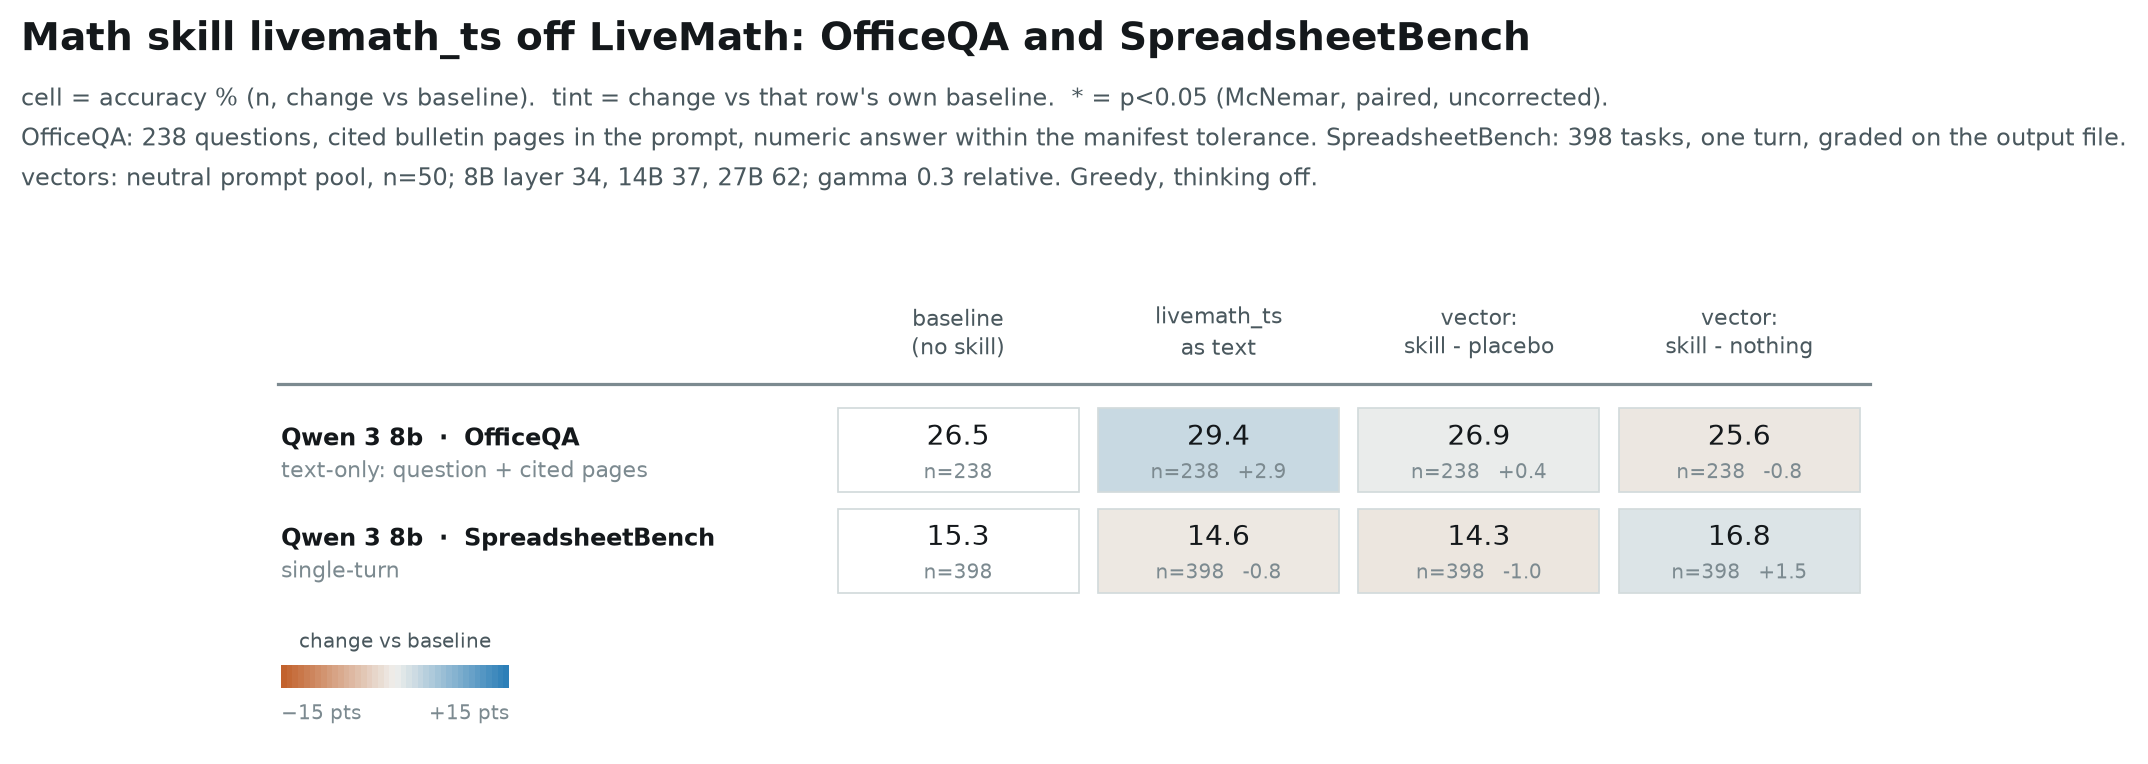 Math skill livemath_ts off LiveMath: OfficeQA and SpreadsheetBench
cell = accuracy % (n, change vs baseline).  tint = change vs that row's own baseline.  * = p<0.05 (McNemar, paired, uncorrected).
OfficeQA: 238 questions, cited bulletin pages in the prompt, numeric answer within the manifest tolerance. SpreadsheetBench: 398 tasks, one turn, graded on the output file.
vectors: neutral prompt pool, n=50; 8B layer 34, 14B 37, 27B 62; gamma 0.3 relative. Greedy, thinking off.
baseline
(no skill)
livemath_ts
as text
vector:
skill - placebo
vector:
skill - nothing
Qwen 3 8b · OfficeQA
text-only: question + cited pages
26.5
n=238
29.4
n=238 +2.9
26.9
n=238 +0.4
25.6
n=238 -0.8
Qwen 3 8b · SpreadsheetBench
single-turn
15.3
n=398
14.6
n=398 -0.8
14.3
n=398 -1.0
16.8
n=398 +1.5
change vs baseline
−15 pts
+15 pts